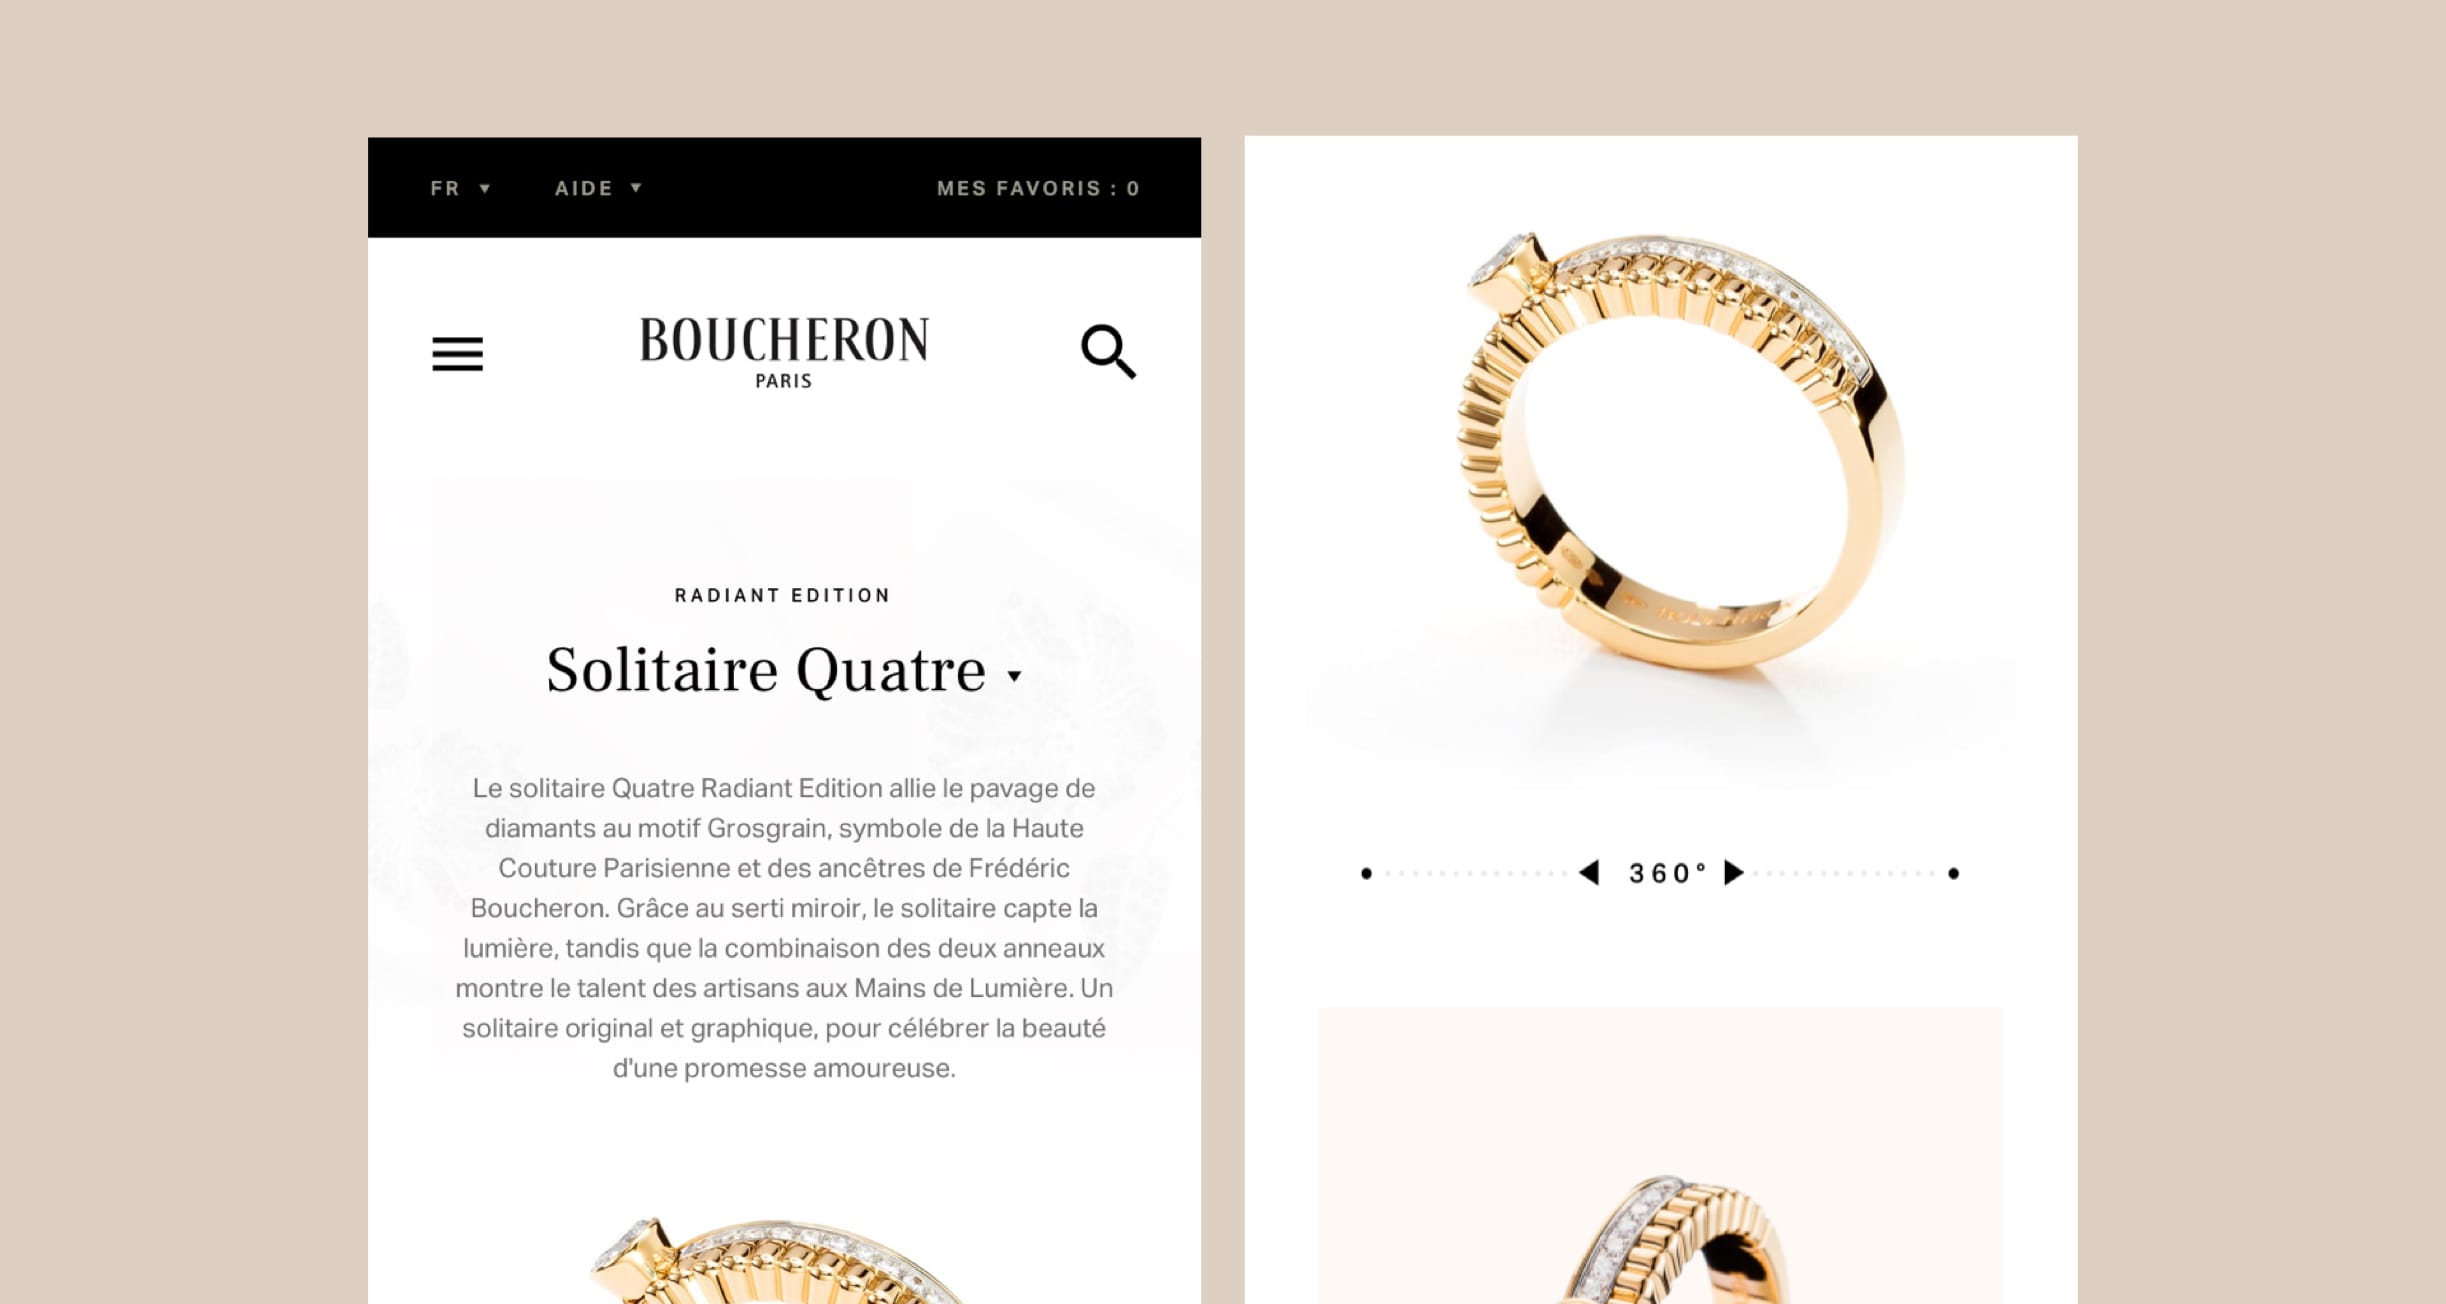 FR ▼ AIDE ▼ MES FAVORIS : 0
BOUCHERON
PARIS
RADIANT EDITION
Solitaire Quatre ▼
Le solitaire Quatre Radiant Edition allie le pavage de
diamants au motif Grosgrain, symbole de la Haute
Couture Parisienne et des ancêtres de Frédéric
Boucheron. Grâce au serti miroir, le solitaire capte la
lumière, tandis que la combinaison des deux anneaux
montre le talent des artisans aux Mains de Lumière. Un
solitaire original et graphique, pour célébrer la beauté
d'une promesse amoureuse.
◀ 360° ▶